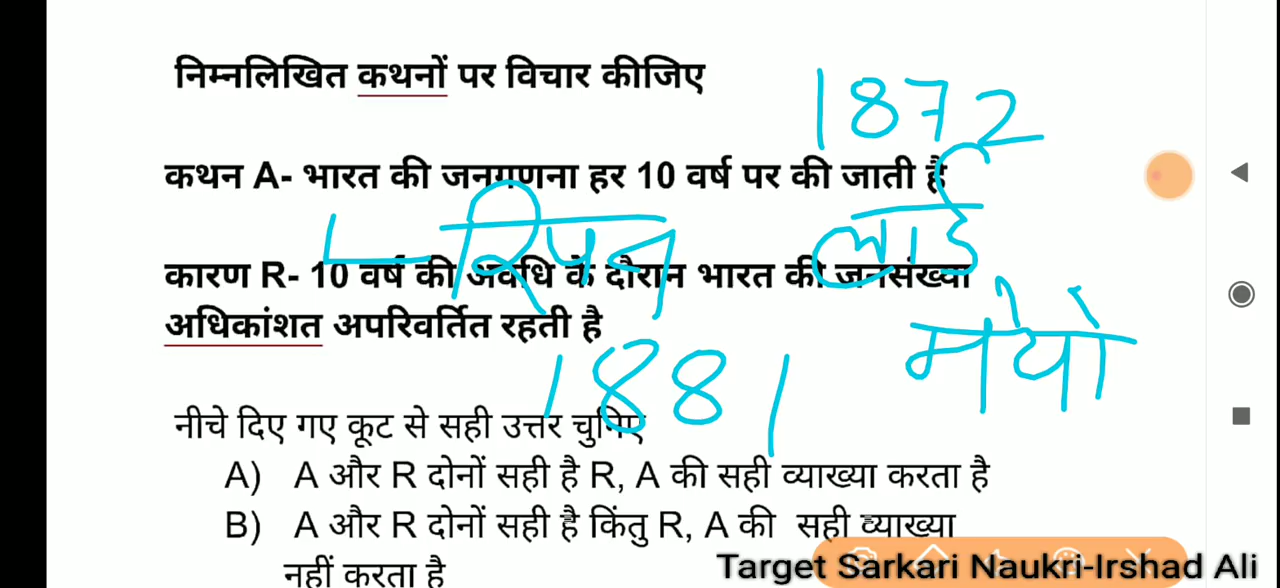 निम्नलिखित कथनों पर विचार कीजिए
1872
कथन A- भारत की जनगणना हर 10 वर्ष पर की जाती है
रिपन लार्ड
कारण R- 10 वर्ष की अवधि के दौरान भारत की जनसंख्या
अधिकांशत अपरिवर्तित रहती है
मेयो
1881
नीचे दिए गए कूट से सही उत्तर चुनिए
A) A और R दोनों सही है R, A की सही व्याख्या करता है
B) A और R दोनों सही है किंतु R, A की सही व्याख्या
नहीं करता है
Target Sarkari Naukri-Irshad Ali